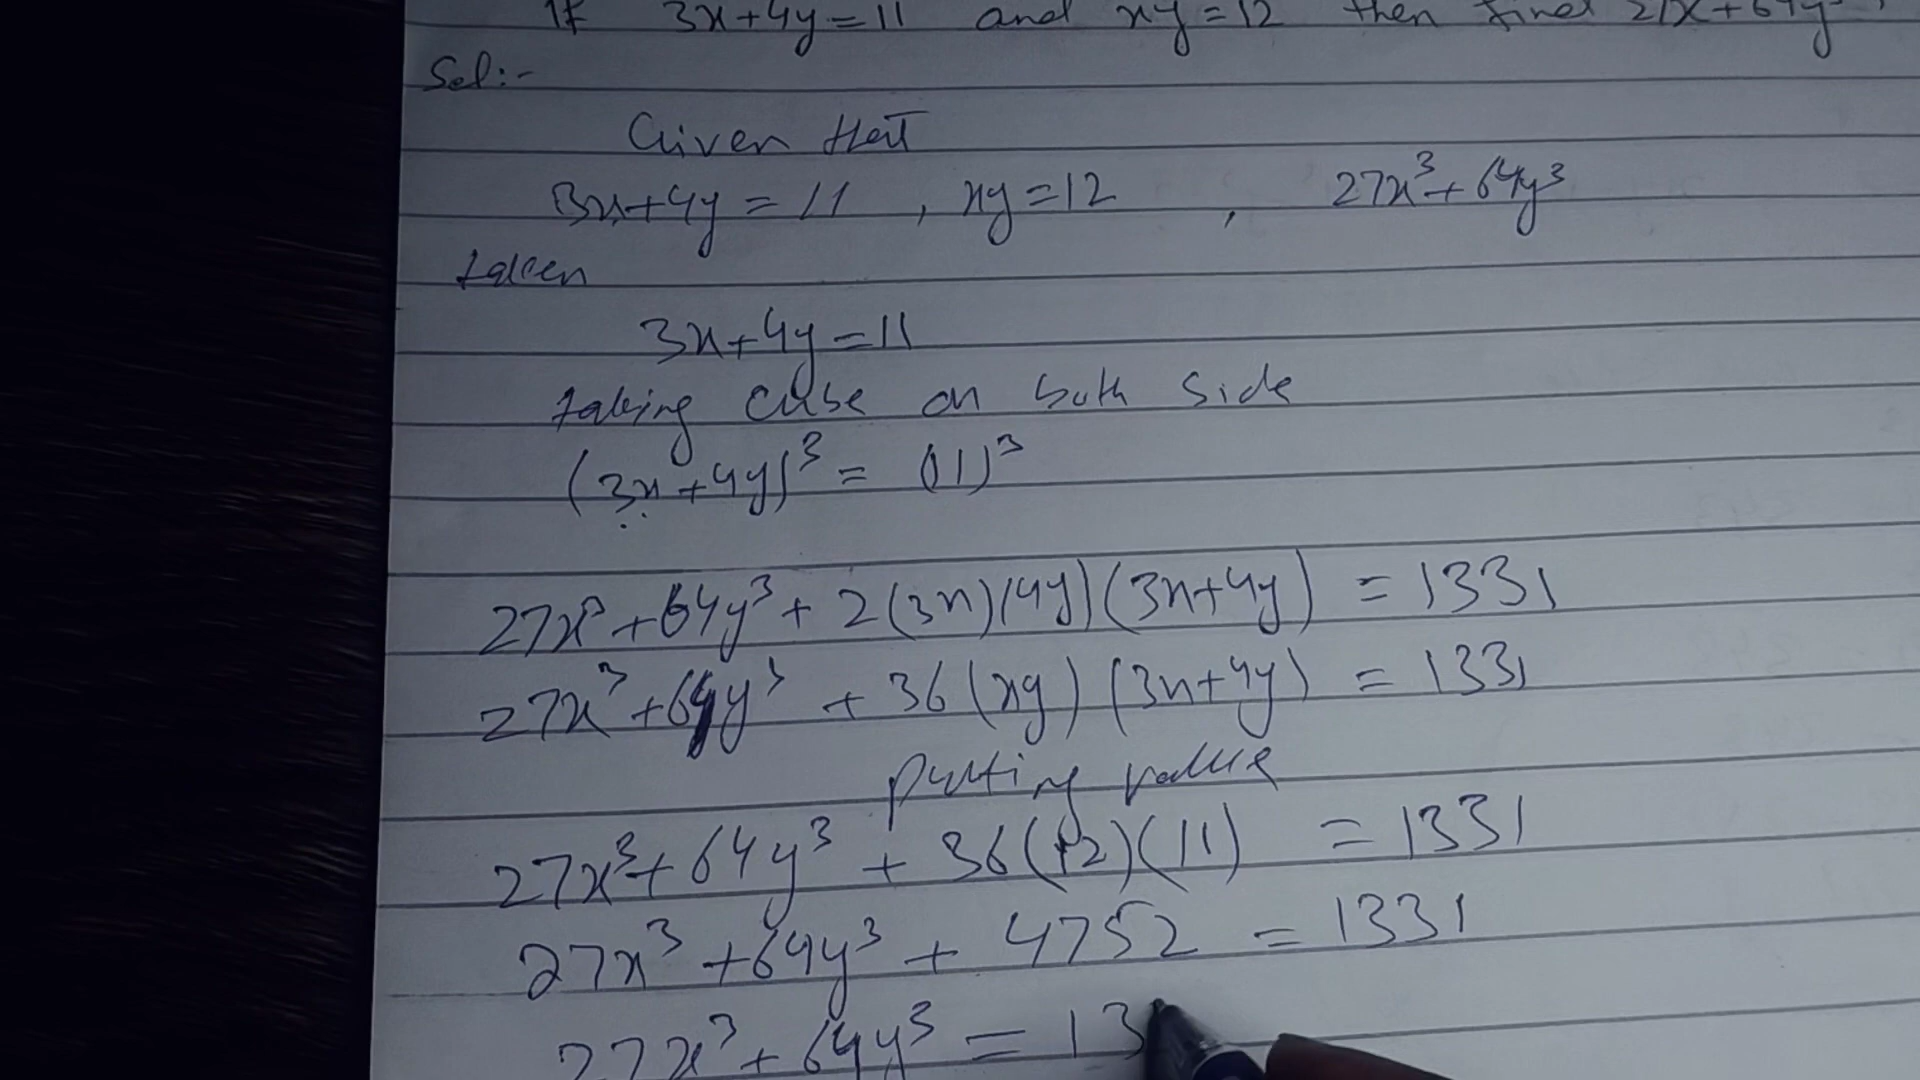 If 3x+4y=11 and xy=12 then find 27x³+64y³
Sol:-
Given that
3x+4y=11 , xy=12 , 27x³+64y³
taken
3x+4y=11
taking cube on both side
(3x+4y)³ = (11)³
27x³+64y³+2(3x)(4y)(3x+4y) = 1331
27x³+64y³ +36(xy)(3x+4y) = 1331
putting value
27x³+64y³ + 36(12)(11) = 1331
27x³+64y³ + 4752 = 1331
27x³+64y³ = 13